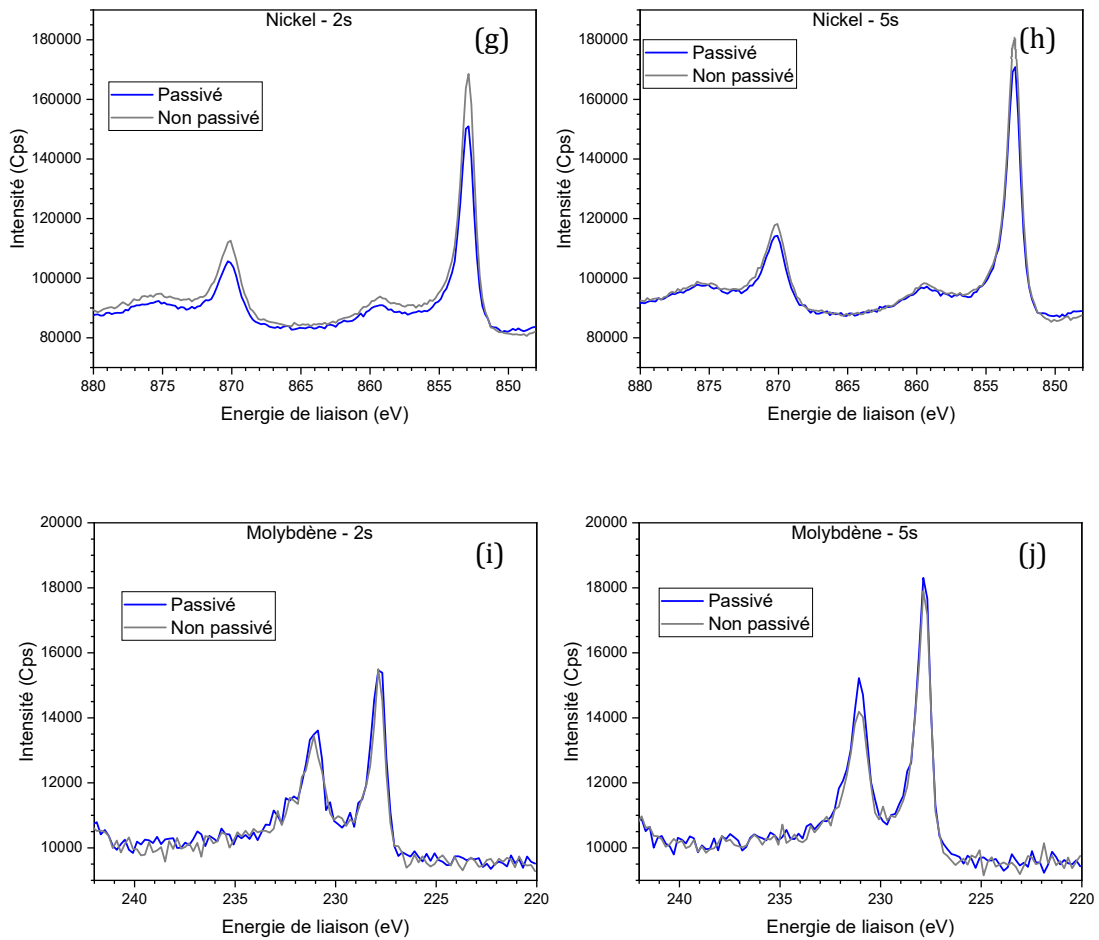 Nickel - 2s
(g)
180000
160000
140000
120000
100000
80000
Passivé
Non passivé
Intensité (Cps)
880 875 870 865 860 855 850
Energie de liaison (eV)
Nickel - 5s
(h)
180000
160000
140000
120000
100000
80000
Passivé
Non passivé
Intensité (Cps)
880 875 870 865 860 855 850
Energie de liaison (eV)
Molybdène - 2s
(i)
20000
18000
16000
14000
12000
10000
Passivé
Non passivé
Intensité (Cps)
240 235 230 225 220
Energie de liaison (eV)
Molybdène - 5s
(j)
20000
18000
16000
14000
12000
10000
Passivé
Non passivé
Intensité (Cps)
240 235 230 225 220
Energie de liaison (eV)